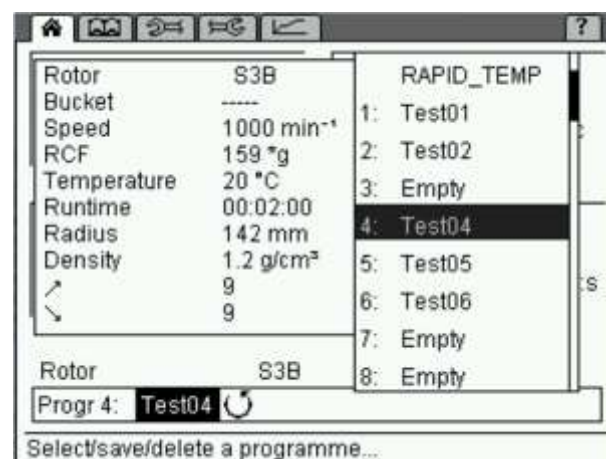 ?
Rotor S3B
Bucket -----
Speed 1000 min⁻¹
RCF 159 *g
Temperature 20 °C
Runtime 00:02:00
Radius 142 mm
Density 1.2 g/cm³
↗ 9
↘ 9
RAPID_TEMP
1: Test01
2: Test02
3: Empty
4: Test04
5: Test05
6: Test06
7: Empty
8: Empty
Rotor S3B
Progr 4: Test04
Select/save/delete a programme...